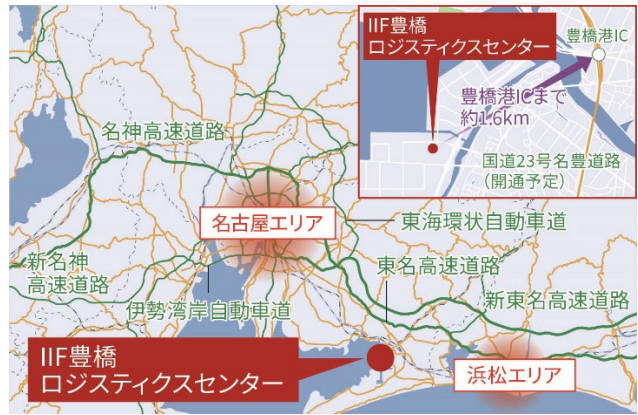 IIF豊橋
ロジスティクスセンター
豊橋港IC
豊橋港ICまで
約1.6km
国道23号名豊道路
（開通予定）
名神高速道路
名古屋エリア
東海環状自動車道
新名神
高速道路
東名高速道路
伊勢湾岸自動車道
新東名高速道路
IIF豊橋
ロジスティクスセンター
浜松エリア